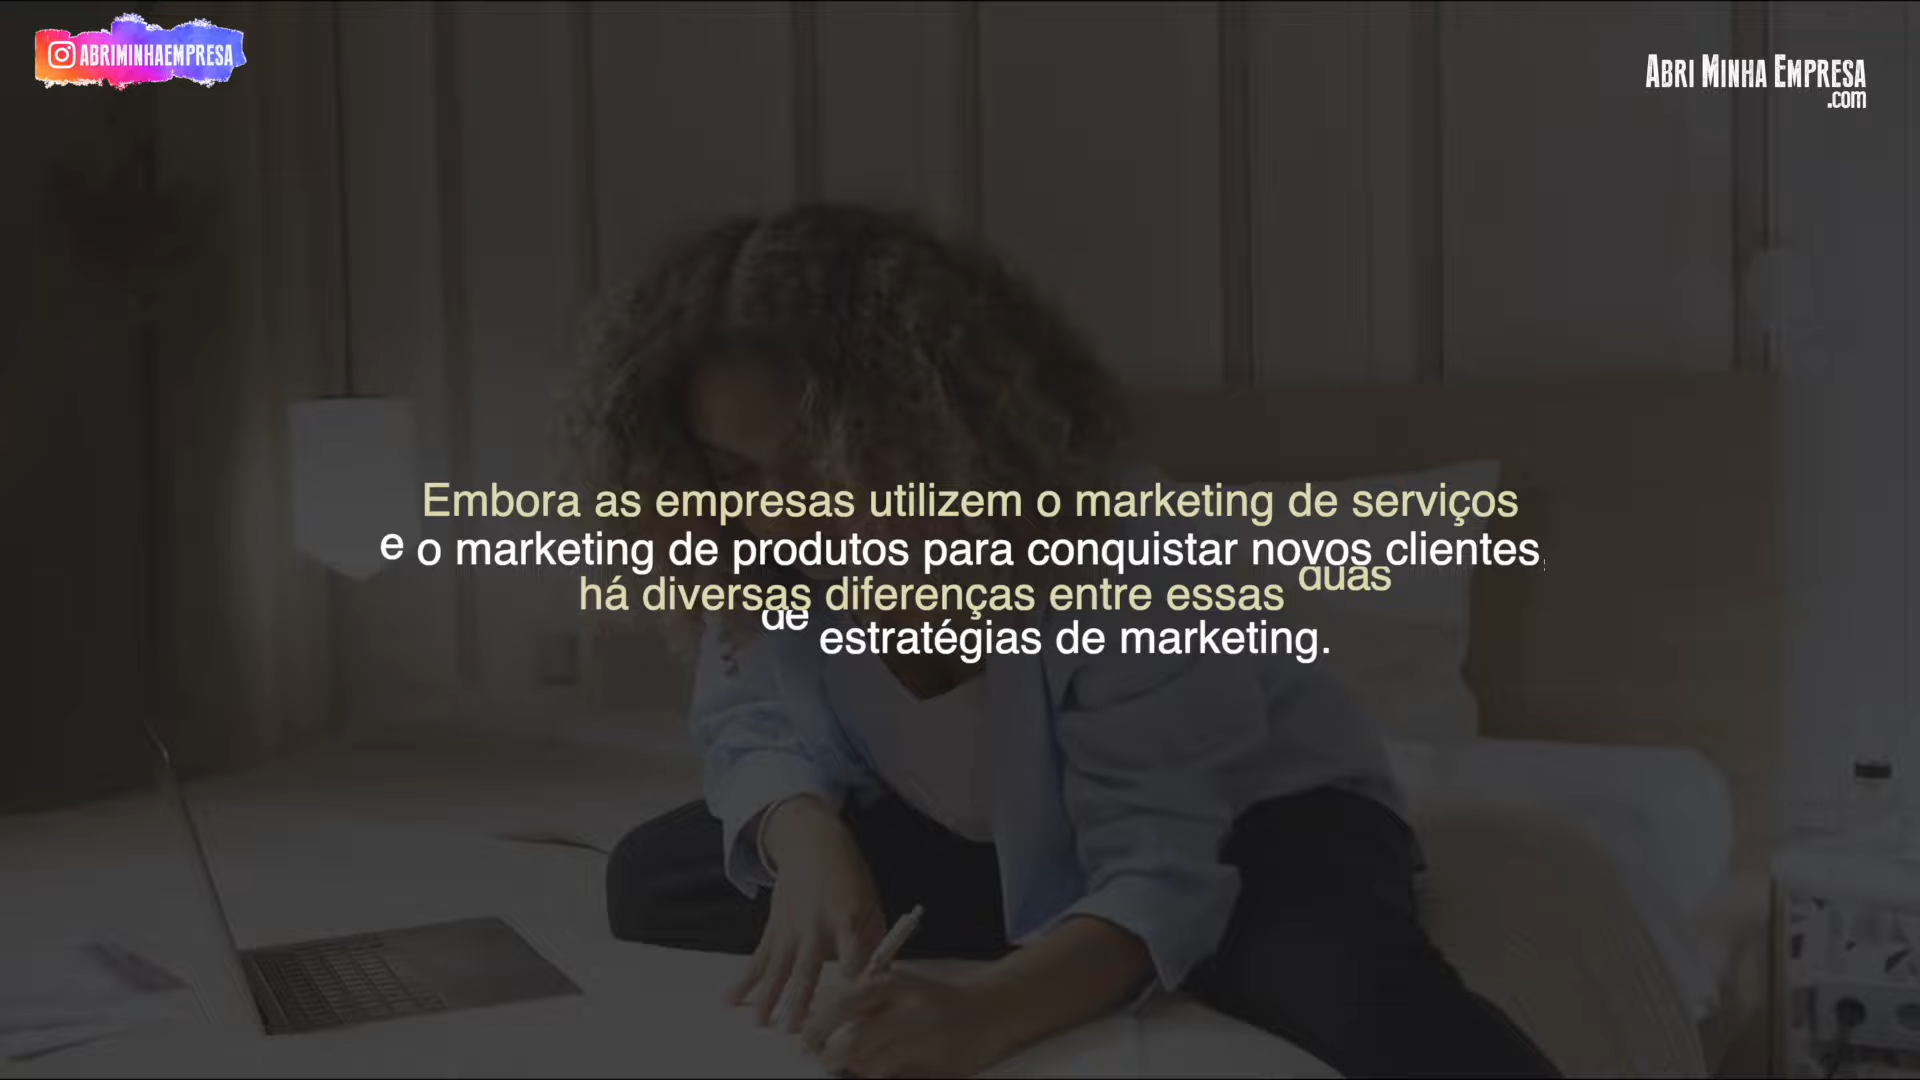 ABRIMINHAEMPRESA
ABRI MINHA EMPRESA
.com
Embora as empresas utilizem o marketing de serviços
e o marketing de produtos para conquistar novos clientes,
há diversas diferenças entre essas duas
de estratégias de marketing.